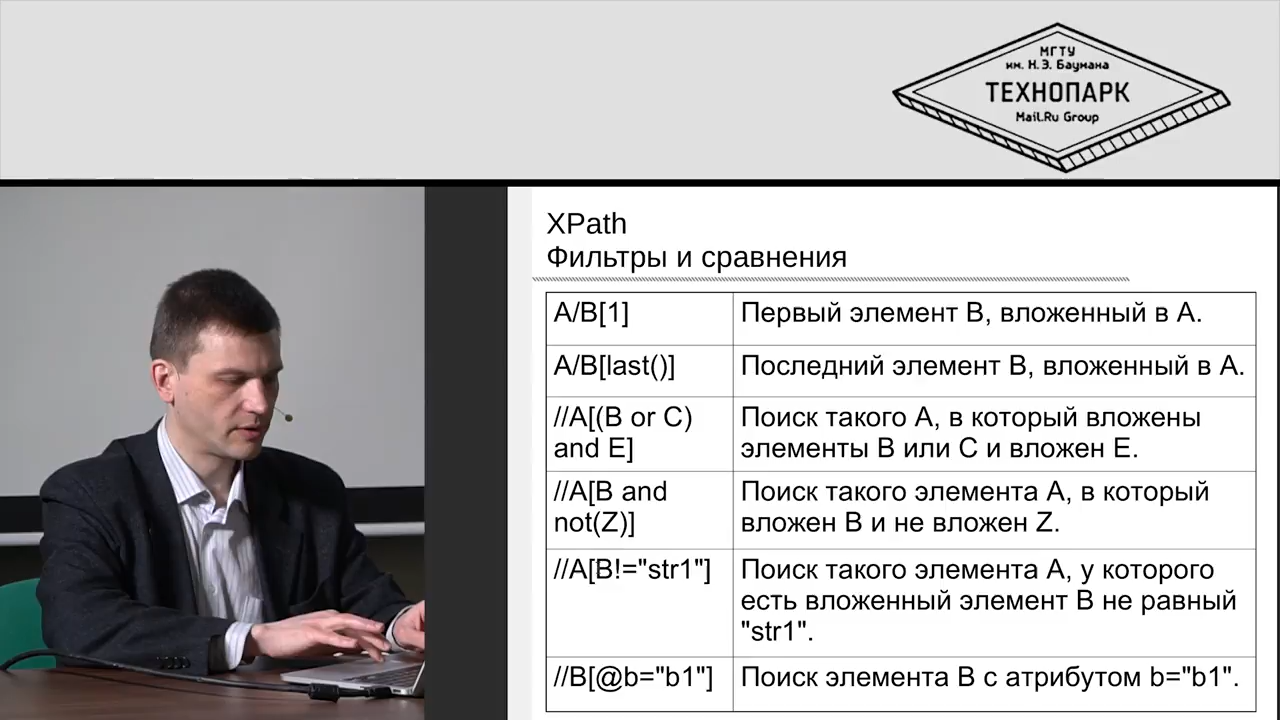 МГТУ
им. Н.Э. Баумана
ТЕХНОПАРК
Mail.Ru Group
XPath
Фильтры и сравнения
A/B[1]
Первый элемент B, вложенный в A.
A/B[last()]
Последний элемент B, вложенный в A.
//A[(B or C)
and E]
Поиск такого A, в который вложены
элементы B или C и вложен E.
//A[B and
not(Z)]
Поиск такого элемента A, в который
вложен B и не вложен Z.
//A[B!="str1"]
Поиск такого элемента A, у которого
есть вложенный элемент B не равный
"str1".
//B[@b="b1"]
Поиск элемента B с атрибутом b="b1".